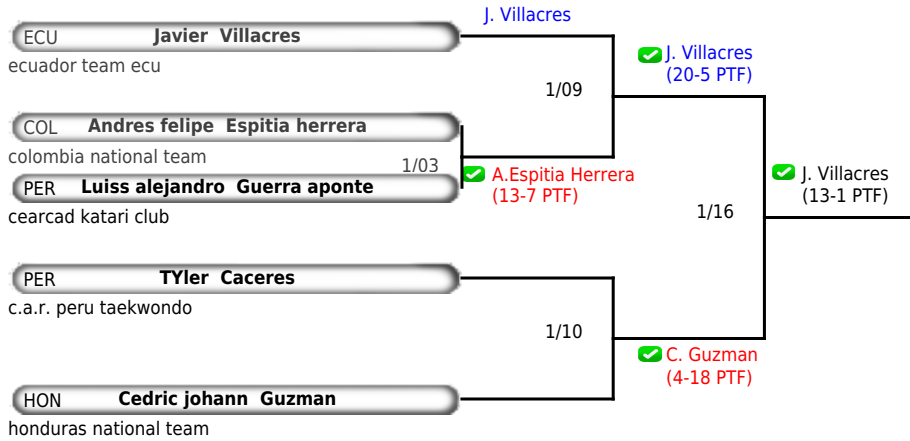 J. Villacres
ECU Javier Villacres
ecuador team ecu
J. Villacres
(20-5 PTF)
1/09
COL Andres felipe Espitia herrera
colombia national team
1/03
PER Luiss alejandro Guerra aponte
cearcad katari club
A.Espitia Herrera
(13-7 PTF)
J. Villacres
(13-1 PTF)
1/16
PER TYler Caceres
c.a.r. peru taekwondo
1/10
C. Guzman
(4-18 PTF)
HON Cedric johann Guzman
honduras national team